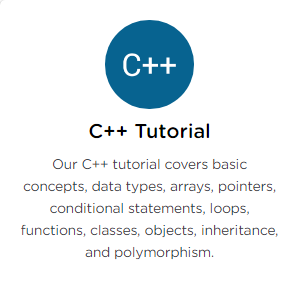 C++
C++ Tutorial
Our C++ tutorial covers basic
concepts, data types, arrays, pointers,
conditional statements, loops,
functions, classes, objects, inheritance,
and polymorphism.